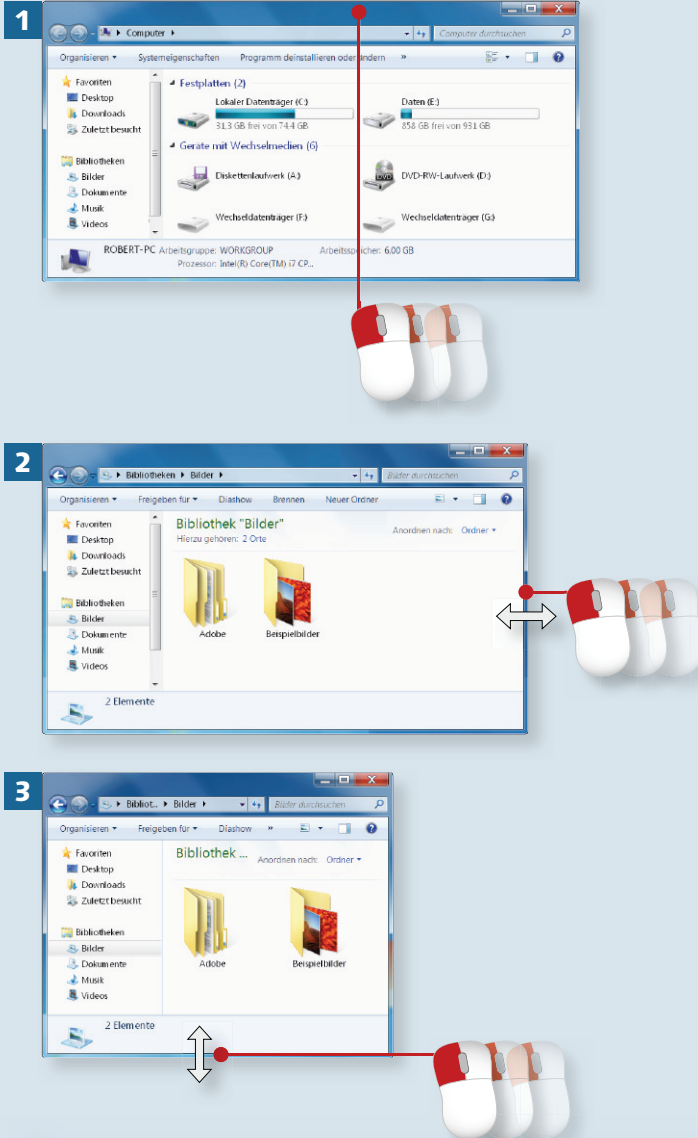 1
Computer
Computer durchsuchen
Organisieren Systemeigenschaften Programm deinstallieren oder ändern »
Favoriten
Desktop
Downloads
Zuletzt besucht
Bibliotheken
Bilder
Dokumente
Musik
Videos
Festplatten (2)
Lokaler Datenträger (C:)
31,3 GB frei von 74,4 GB
Daten (E:)
858 GB frei von 931 GB
Geräte mit Wechselmedien (6)
Diskettenlaufwerk (A:)
DVD-RW-Laufwerk (D:)
DVD
Wechseldatenträger (F:)
Wechseldatenträger (G:)
ROBERT-PC Arbeitsgruppe: WORKGROUP Arbeitsspeicher: 6,00 GB
Prozessor: Intel(R) Core(TM) i7 CP...
2
Bibliotheken Bilder
Bilder durchsuchen
Organisieren Freigeben für Diashow Brennen Neuer Ordner
Favoriten
Desktop
Downloads
Zuletzt besucht
Bibliotheken
Bilder
Dokumente
Musik
Videos
Bibliothek "Bilder"
Hierzu gehören: 2 Orte
Anordnen nach: Ordner
Adobe
Beispielbilder
2 Elemente
3
Bibliot... Bilder
Bilder durchsuchen
Organisieren Freigeben für Diashow »
Favoriten
Desktop
Downloads
Zuletzt besucht
Bibliotheken
Bilder
Dokumente
Musik
Videos
Bibliothek ...
Anordnen nach: Ordner
Adobe
Beispielbilder
2 Elemente